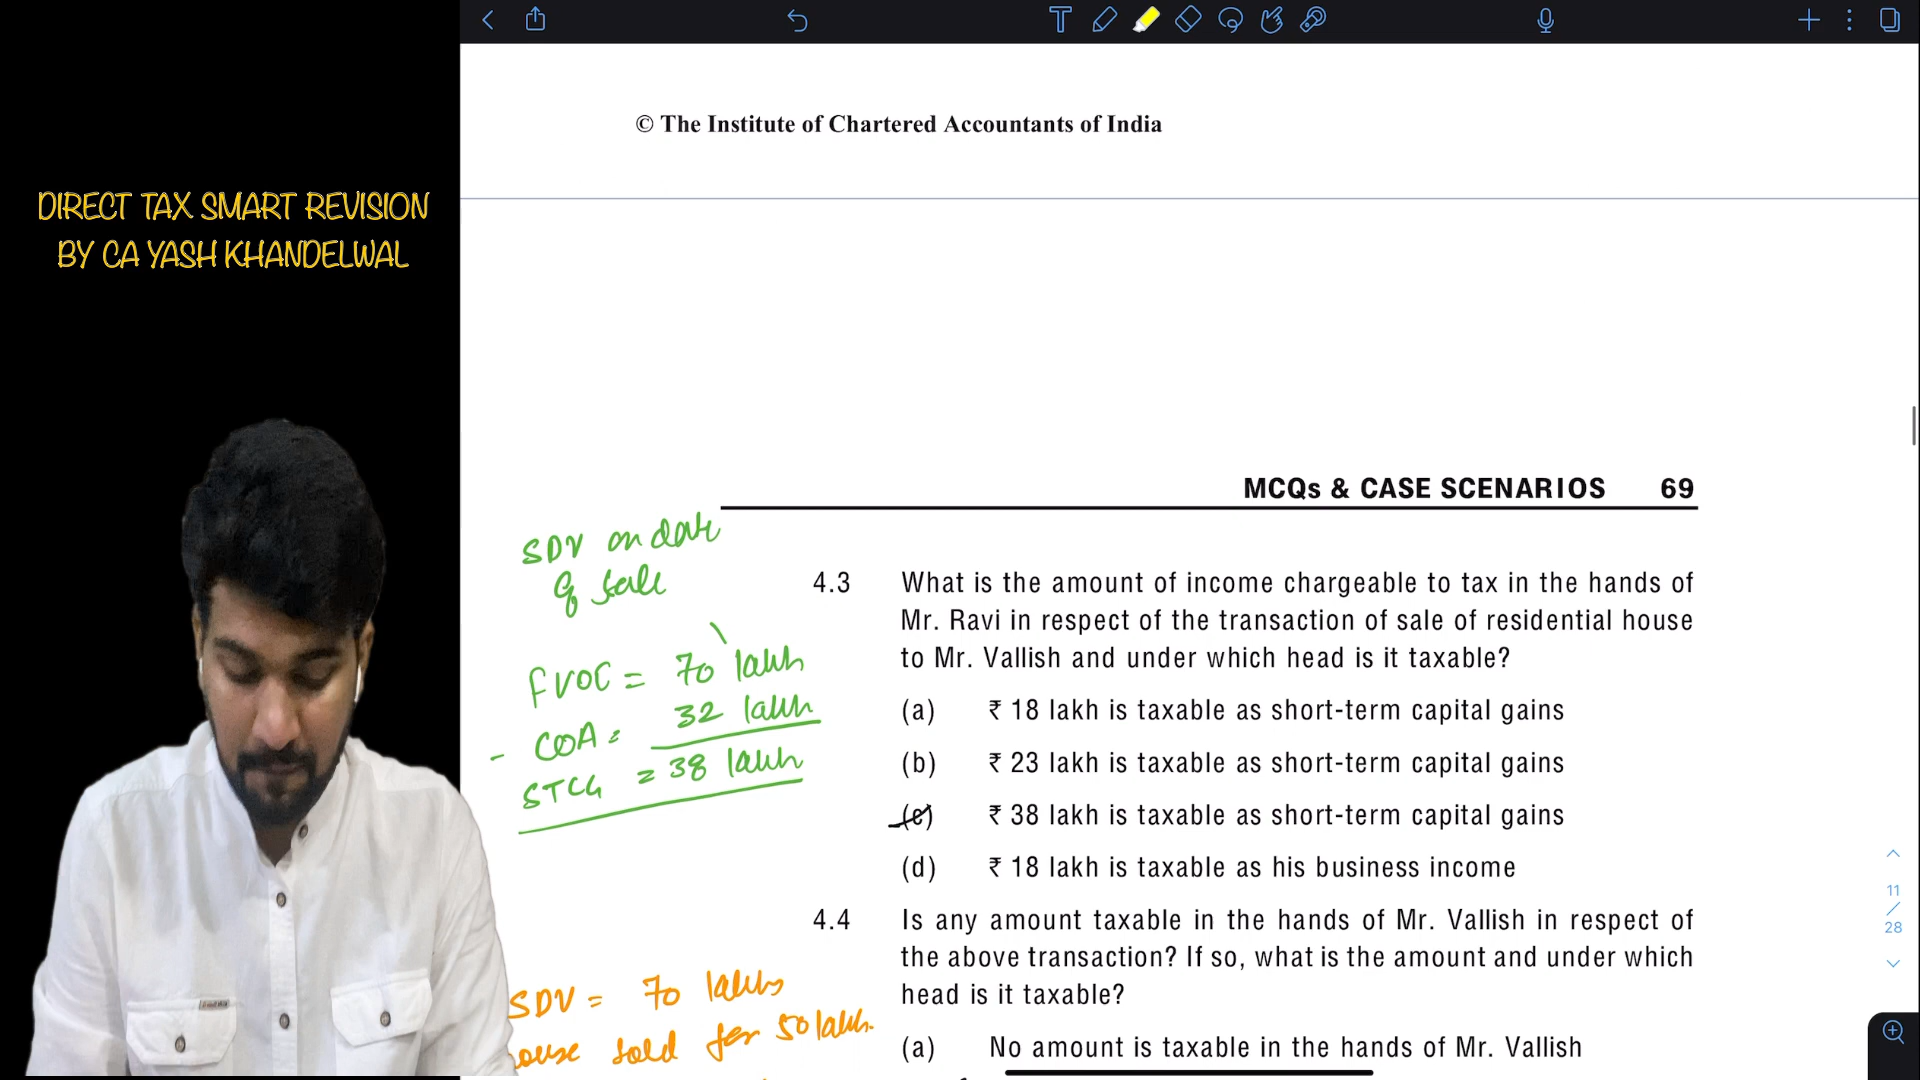 DIRECT TAX SMART REVISION
BY CA YASH KHANDELWAL
© The Institute of Chartered Accountants of India
MCQs & CASE SCENARIOS 69
SDV on date
of sale
FVOC = 70 lakh
- COA = 32 lakh
STCG = 38 lakh
4.3 What is the amount of income chargeable to tax in the hands of
Mr. Ravi in respect of the transaction of sale of residential house
to Mr. Vallish and under which head is it taxable?
(a) ₹ 18 lakh is taxable as short-term capital gains
(b) ₹ 23 lakh is taxable as short-term capital gains
(c) ₹ 38 lakh is taxable as short-term capital gains
(d) ₹ 18 lakh is taxable as his business income
4.4 Is any amount taxable in the hands of Mr. Vallish in respect of
the above transaction? If so, what is the amount and under which
head is it taxable?
(a) No amount is taxable in the hands of Mr. Vallish
SDV = 70 lakhs
ouse sold for 50 lakh.
11
/
28